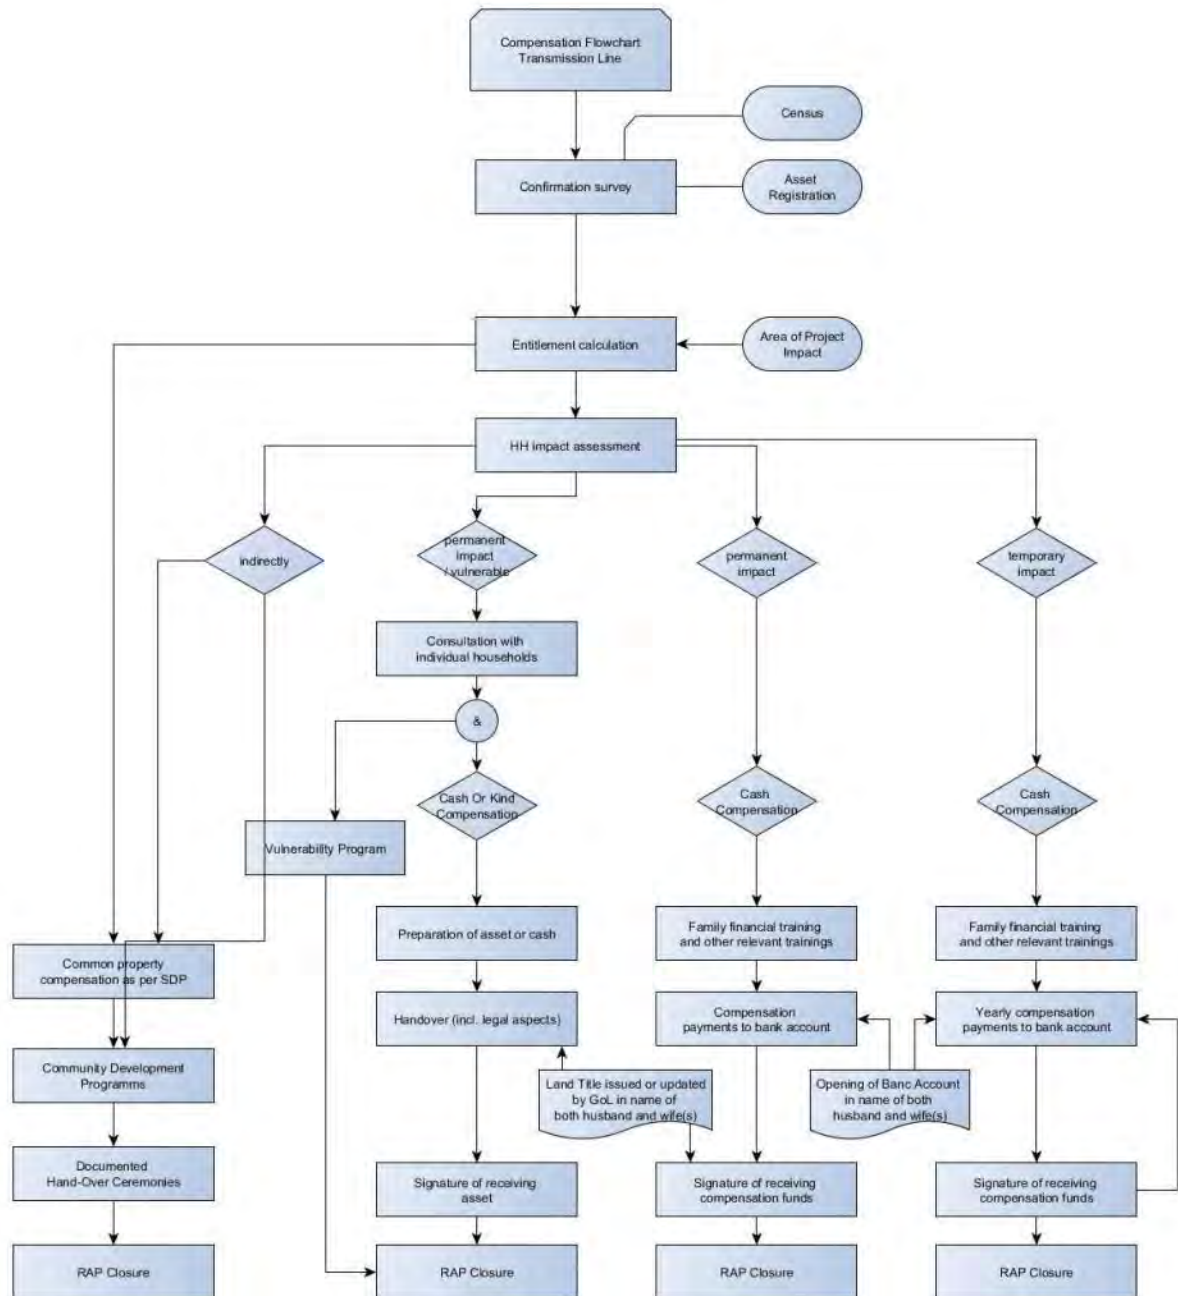 Compensation Flowchart
Transmission Line
Census
Confirmation survey
Asset
Registration
Entitlement calculation
Area of Project
Impact
HH impact assessment
indirectly
permanent
impact
/ vulnerable
permanent
impact
temporary
impact
Consultation with
individual households
&
Cash Or Kind
Compensation
Cash
Compensation
Cash
Compensation
Vulnerability Program
Preparation of asset or cash
Family financial training
and other relevant trainings
Family financial training
and other relevant trainings
Common property
compensation as per SDP
Handover (incl. legal aspects)
Compensation
payments to bank account
Yearly compensation
payments to bank account
Community Development
Programms
Land Title issued or updated
by GoL in name of
both husband and wife(s)
Opening of Banc Account
in name of both
husband and wife(s)
Documented
Hand-Over Ceremonies
Signature of receiving
asset
Signature of receiving
compensation funds
Signature of receiving
compensation funds
RAP Closure
RAP Closure
RAP Closure
RAP Closure